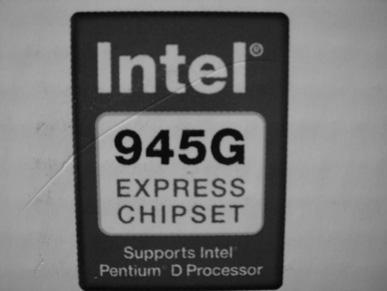 Intel®
945G
EXPRESS
CHIPSET
Supports Intel®
Pentium® D Processor